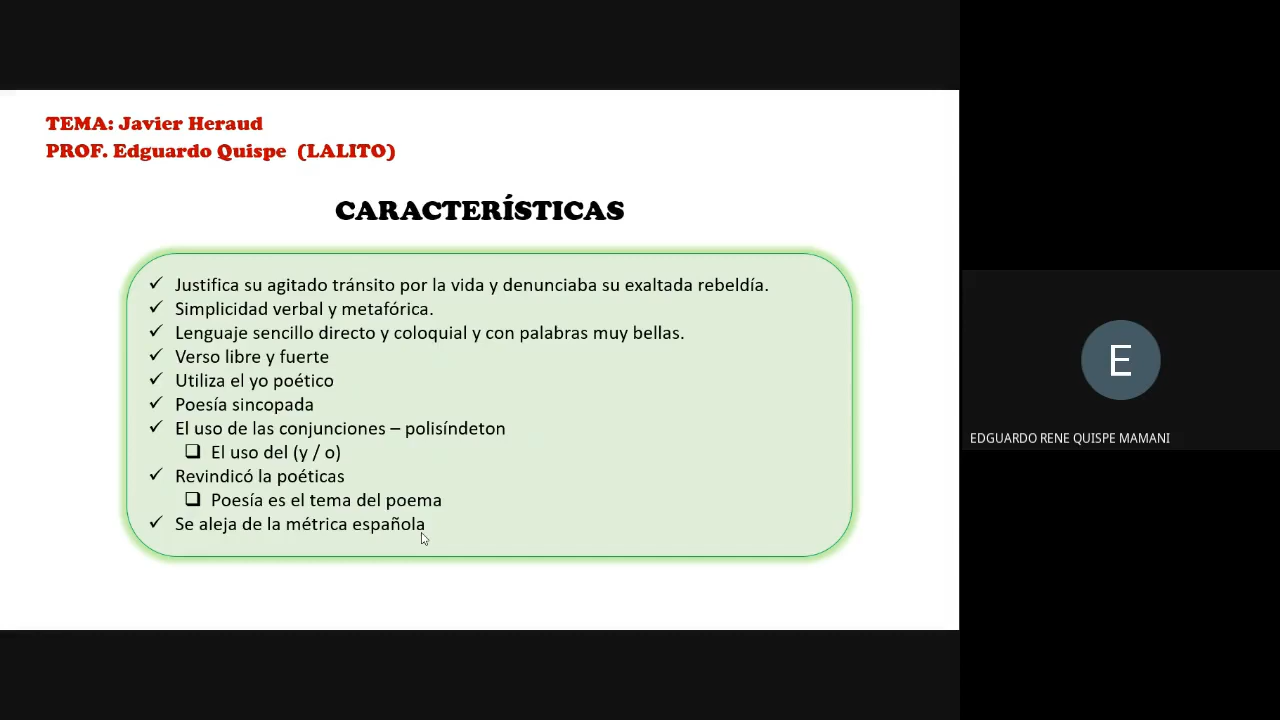 TEMA: Javier Heraud
PROF. Edguardo Quispe (LALITO)
CARACTERÍSTICAS
✓ Justifica su agitado tránsito por la vida y denunciaba su exaltada rebeldía.
✓ Simplicidad verbal y metafórica.
✓ Lenguaje sencillo directo y coloquial y con palabras muy bellas.
✓ Verso libre y fuerte
✓ Utiliza el yo poético
✓ Poesía sincopada
✓ El uso de las conjunciones – polisíndeton
❑ El uso del (y / o)
✓ Revindicó la poéticas
❑ Poesía es el tema del poema
✓ Se aleja de la métrica española
E
EDGUARDO RENE QUISPE MAMANI